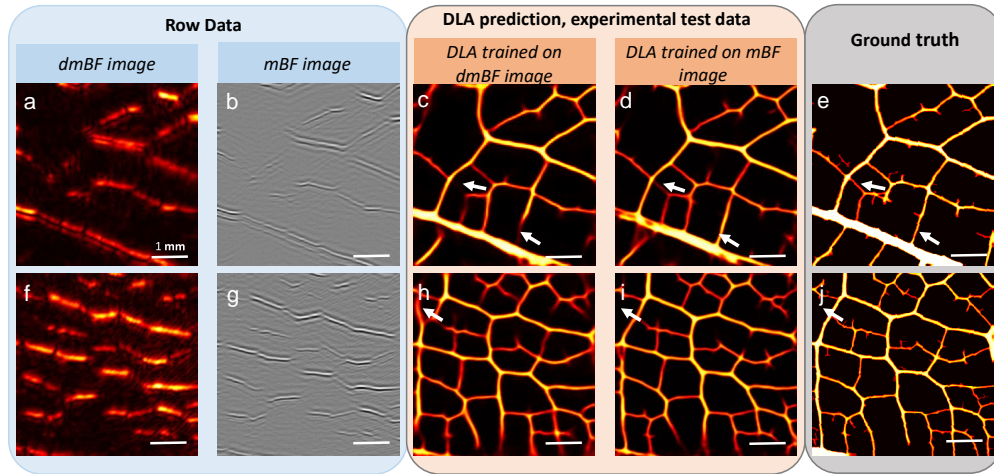 Row Data
DLA prediction, experimental test data
Ground truth
dmBF image
mBF image
DLA trained on
dmBF image
DLA trained on mBF
image
a
b
c
d
e
1 mm
f
g
h
i
j